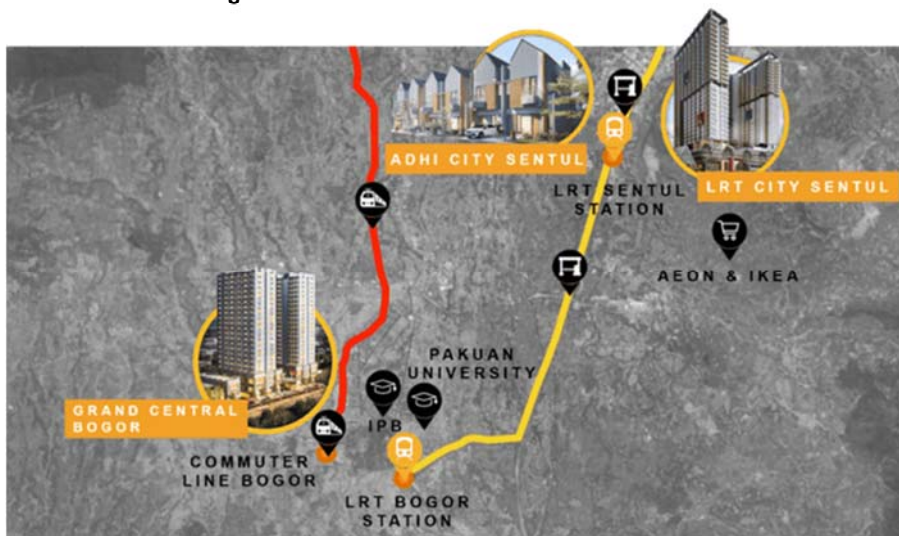 g
ADHI CITY SENTUL
LRT CITY SENTUL
LRT SENTUL
STATION
AEON & IKEA
PAKUAN
UNIVERSITY
IPB
GRAND CENTRAL
BOGOR
COMMUTER
LINE BOGOR
LRT BOGOR
STATION